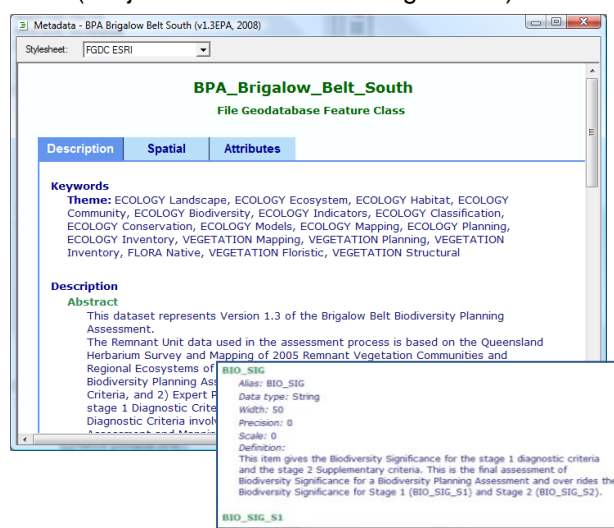 Metadata - BPA Brigalow Belt South (v1.3EPA, 2008)
Stylesheet: FGDC ESRI
BPA_Brigalow_Belt_South
File Geodatabase Feature Class
Description Spatial Attributes
Keywords
Theme: ECOLOGY Landscape, ECOLOGY Ecosystem, ECOLOGY Habitat, ECOLOGY
Community, ECOLOGY Biodiversity, ECOLOGY Indicators, ECOLOGY Classification,
ECOLOGY Conservation, ECOLOGY Models, ECOLOGY Mapping, ECOLOGY Planning,
ECOLOGY Inventory, VEGETATION Mapping, VEGETATION Planning, VEGETATION
Inventory, FLORA Native, VEGETATION Floristic, VEGETATION Structural
Description
Abstract
This dataset represents Version 1.3 of the Brigalow Belt Biodiversity Planning
Assessment.
The Remnant Unit data used in the assessment process is based on the Queensland
Herbarium Survey and Mapping of 2005 Remnant Vegetation Communities and
Regional Ecosystems of
Biodiversity Planning
Criteria, and 2) Expert
stage 1 Diagnostic
Diagnostic Criteria
BIO_SIG
Alias: BIO_SIG
Data type: String
Width: 50
Precision: 0
Scale: 0
Definition:
This item gives the Biodiversity Significance for the stage 1 diagnostic criteria
and the stage 2 Supplementary criteria. This is the final assessment of
Biodiversity Significance for a Biodiversity Planning Assessment and over rides the
Biodiversity Significance for Stage 1 (BIO_SIG_S1) and Stage 2 (BIO_SIG_S2).
BIO_SIG_S1